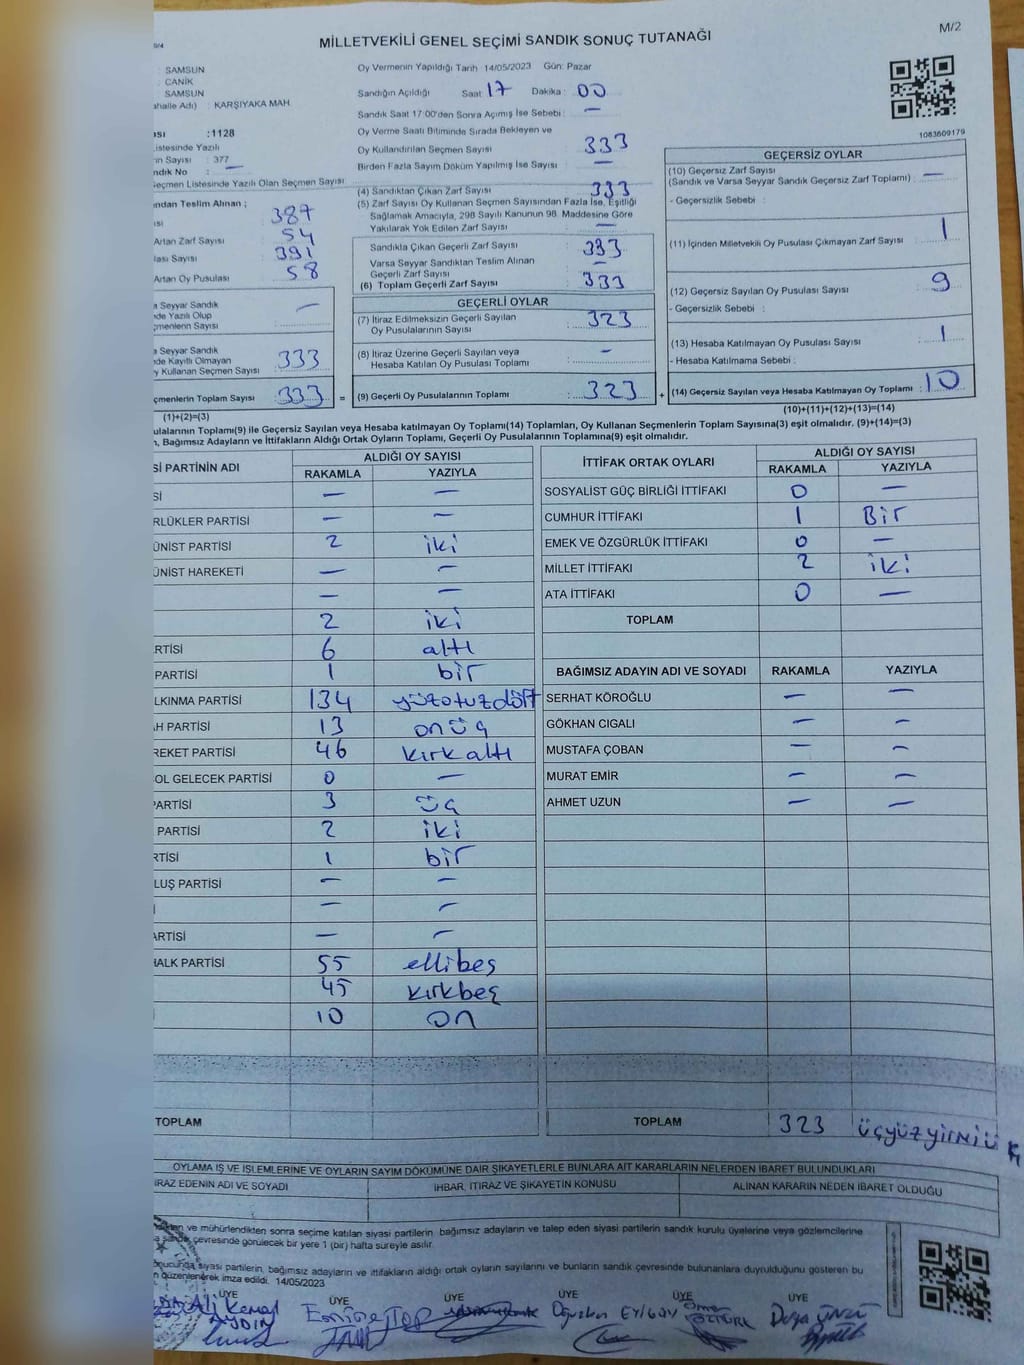 MİLLETVEKİLİ GENEL SEÇİMİ SANDIK SONUÇ TUTANAĞI
M/2
: SAMSUN
: CANİK
: SAMSUN
ahalle Adı) : KARŞIYAKA MAH.
Oy Vermenin Yapıldığı Tarih 14/05/2023 Gün: Pazar
Sandığın Açıldığı Saat: 17 Dakika : 00
Sandık Saat 17:00'den Sonra Açımış İse Sebebi : —
Oy Verme Saati Bitiminde Sırada Bekleyen ve
Oy Kullandırılan Seçmen Sayısı 333
Birden Fazla Sayım Döküm Yapılmış İse Sayısı —
:1128
istesinde Yazılı
ın Sayısı : 377
ndık No : —
Seçmen Listesinde Yazılı Olan Seçmen Sayısı
ından Teslim Alınan ;
387
Artan Zarf Sayısı 54
ası Sayısı 391
Artan Oy Pusulası 58
a Seyyar Sandık
de Yazılı Olup
çmenlerin Sayısı —
a Seyyar Sandık
de Kayıtlı Olmayan
y Kullanan Seçmen Sayısı 333
çmenlerin Toplam Sayısı :333
(1)+(2)=(3)
(4) Sandıktan Çıkan Zarf Sayısı 333
(5) Zarf Sayısı Oy Kullanan Seçmen Sayısından Fazla İse, Eşitliği
Sağlamak Amacıyla, 298 Sayılı Kanunun 98. Maddesine Göre
Yakılarak Yok Edilen Zarf Sayısı —
Sandıkta Çıkan Geçerli Zarf Sayısı 333
Varsa Seyyar Sandıktan Teslim Alınan
Geçerli Zarf Sayısı —
(6) Toplam Geçerli Zarf Sayısı 333
GEÇERLİ OYLAR
(7) İtiraz Edilmeksizin Geçerli Sayılan
Oy Pusulalarının Sayısı : 323
(8) İtiraz Üzerine Geçerli Sayılan veya
Hesaba Katılan Oy Pusulası Toplamı : —
= (9) Geçerli Oy Pusulalarının Toplamı : 323
1083609179
GEÇERSİZ OYLAR
(10) Geçersiz Zarf Sayısı
(Sandık ve Varsa Seyyar Sandık Geçersiz Zarf Toplamı) : —
- Geçersizlik Sebebi :
(11) İçinden Milletvekili Oy Pusulası Çıkmayan Zarf Sayısı : 1
(12) Geçersiz Sayılan Oy Pusulası Sayısı : 9
- Geçersizlik Sebebi :
(13) Hesaba Katılmayan Oy Pusulası Sayısı : 1
- Hesaba Katılmama Sebebi :
+ (14) Geçersiz Sayılan veya Hesaba Katılmayan Oy Toplamı : 10
(10)+(11)+(12)+(13)=(14)
ulalarının Toplamı(9) ile Geçersiz Sayılan veya Hesaba katılmayan Oy Toplamı(14) Toplamları, Oy Kullanan Seçmenlerin Toplam Sayısına(3) eşit olmalıdır. (9)+(14)=(3)
ı, Bağımsız Adayların ve İttifakların Aldığı Ortak Oyların Toplamı, Geçerli Oy Pusulalarının Toplamına(9) eşit olmalıdır.
Sİ PARTİNİN ADI ALDIĞI OY SAYISI
RAKAMLA YAZIYLA
Sİ — —
RLÜKLER PARTİSİ — —
ÜNİST PARTİSİ 2 iki
ÜNİST HAREKETİ — —
— —
2 iki
RTİSİ 6 altı
PARTİSİ 1 bir
LKINMA PARTİSİ 134 yüzotuzdört
H PARTİSİ 13 onüç
REKET PARTİSİ 46 kırkaltı
OL GELECEK PARTİSİ 0 —
PARTİSİ 3 üç
PARTİSİ 2 iki
RTİSİ 1 bir
LUŞ PARTİSİ — —
İ — —
ARTİSİ — —
HALK PARTİSİ 55 ellibeş
45 kırkbeş
10 on
TOPLAM
İTTİFAK ORTAK OYLARI ALDIĞI OY SAYISI
RAKAMLA YAZIYLA
SOSYALİST GÜÇ BİRLİĞİ İTTİFAKI 0 —
CUMHUR İTTİFAKI 1 Bir
EMEK VE ÖZGÜRLÜK İTTİFAKI 0 —
MİLLET İTTİFAKI 2 iki
ATA İTTİFAKI 0 —
TOPLAM
BAĞIMSIZ ADAYIN ADI VE SOYADI RAKAMLA YAZIYLA
SERHAT KÖROĞLU — —
GÖKHAN CIGALI — —
MUSTAFA ÇOBAN — —
MURAT EMİR — —
AHMET UZUN — —
TOPLAM 323 üçyüzyirmiü
OYLAMA İŞ VE İŞLEMLERİNE VE OYLARIN SAYIM DÖKÜMÜNE DAİR ŞİKAYETLERLE BUNLARA AİT KARARLARIN NELERDEN İBARET BULUNDUKLARI
İRAZ EDENİN ADI VE SOYADI İHBAR, İTİRAZ VE ŞİKAYETİN KONUSU ALINAN KARARIN NEDEN İBARET OLDUĞU
ve mühürlendikten sonra seçime katılan siyasi partilerin, bağımsız adayların ve talep eden siyasi partilerin sandık kurulu üyelerine veya gözlemcilerine
çevresinde görülecek bir yere 1 (bir) hafta süreyle asılır.
onucunda siyasi partilerin, bağımsız adayların ve ittifakların aldığı ortak oyların sayılarını ve bunların sandık çevresinde bulunanlara duyrulduğunu gösteren bu
n düzenlenerek imza edildi. 14/05/2023
ÜYE ÜYE ÜYE ÜYE ÜYE ÜYE
Ali Kemal Emine TOP Oğuzhan Ömer Duya ÜNLÜ
AYDIN ÖZTÜRK